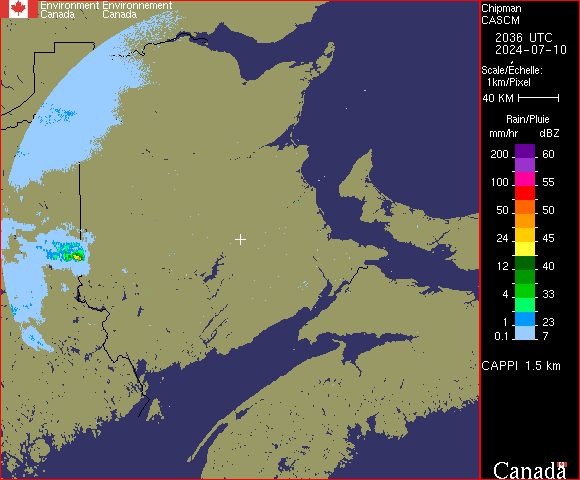 Environment Environnement
Canada Canada
Chipman
CASCM
2036 UTC
2024-07-10
Scale/Échelle:
1km/Pixel
40 KM
Rain/Pluie
mm/hr dBZ
200 60
100 55
50 50
24 45
12 40
4 33
1 23
0.1 7
CAPPI 1.5 km
Canada